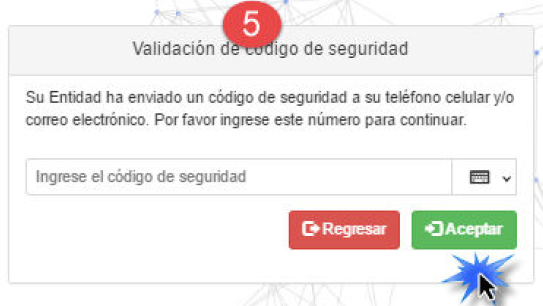 5
Validación de código de seguridad
Su Entidad ha enviado un código de seguridad a su teléfono celular y/o
correo electrónico. Por favor ingrese este número para continuar.
Ingrese el código de seguridad
Regresar
Aceptar